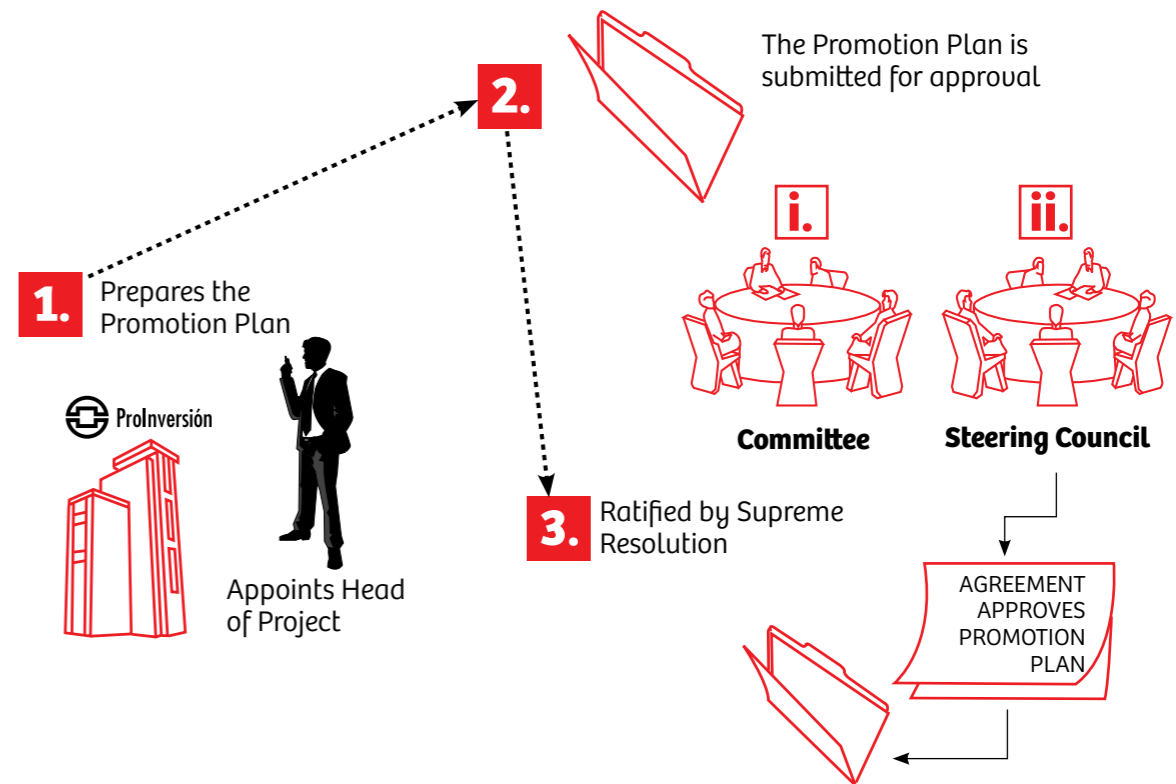 1.
Prepares the
Promotion Plan
ProInversión
Appoints Head
of Project
2.
The Promotion Plan is
submitted for approval
i.
Committee
ii.
Steering Council
AGREEMENT
APPROVES
PROMOTION
PLAN
3.
Ratified by Supreme
Resolution